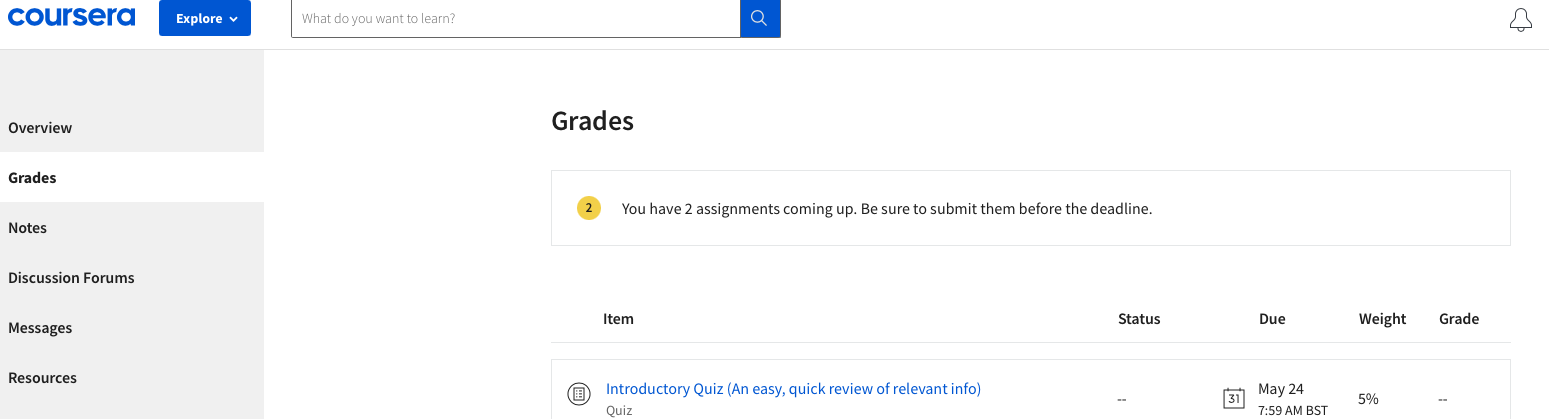 coursera
Explore
What do you want to learn?
Overview
Grades
Notes
Discussion Forums
Messages
Resources
Grades
2 You have 2 assignments coming up. Be sure to submit them before the deadline.
Item Status Due Weight Grade
Introductory Quiz (An easy, quick review of relevant info) -- 31 May 24 5% --
Quiz 7:59 AM BST